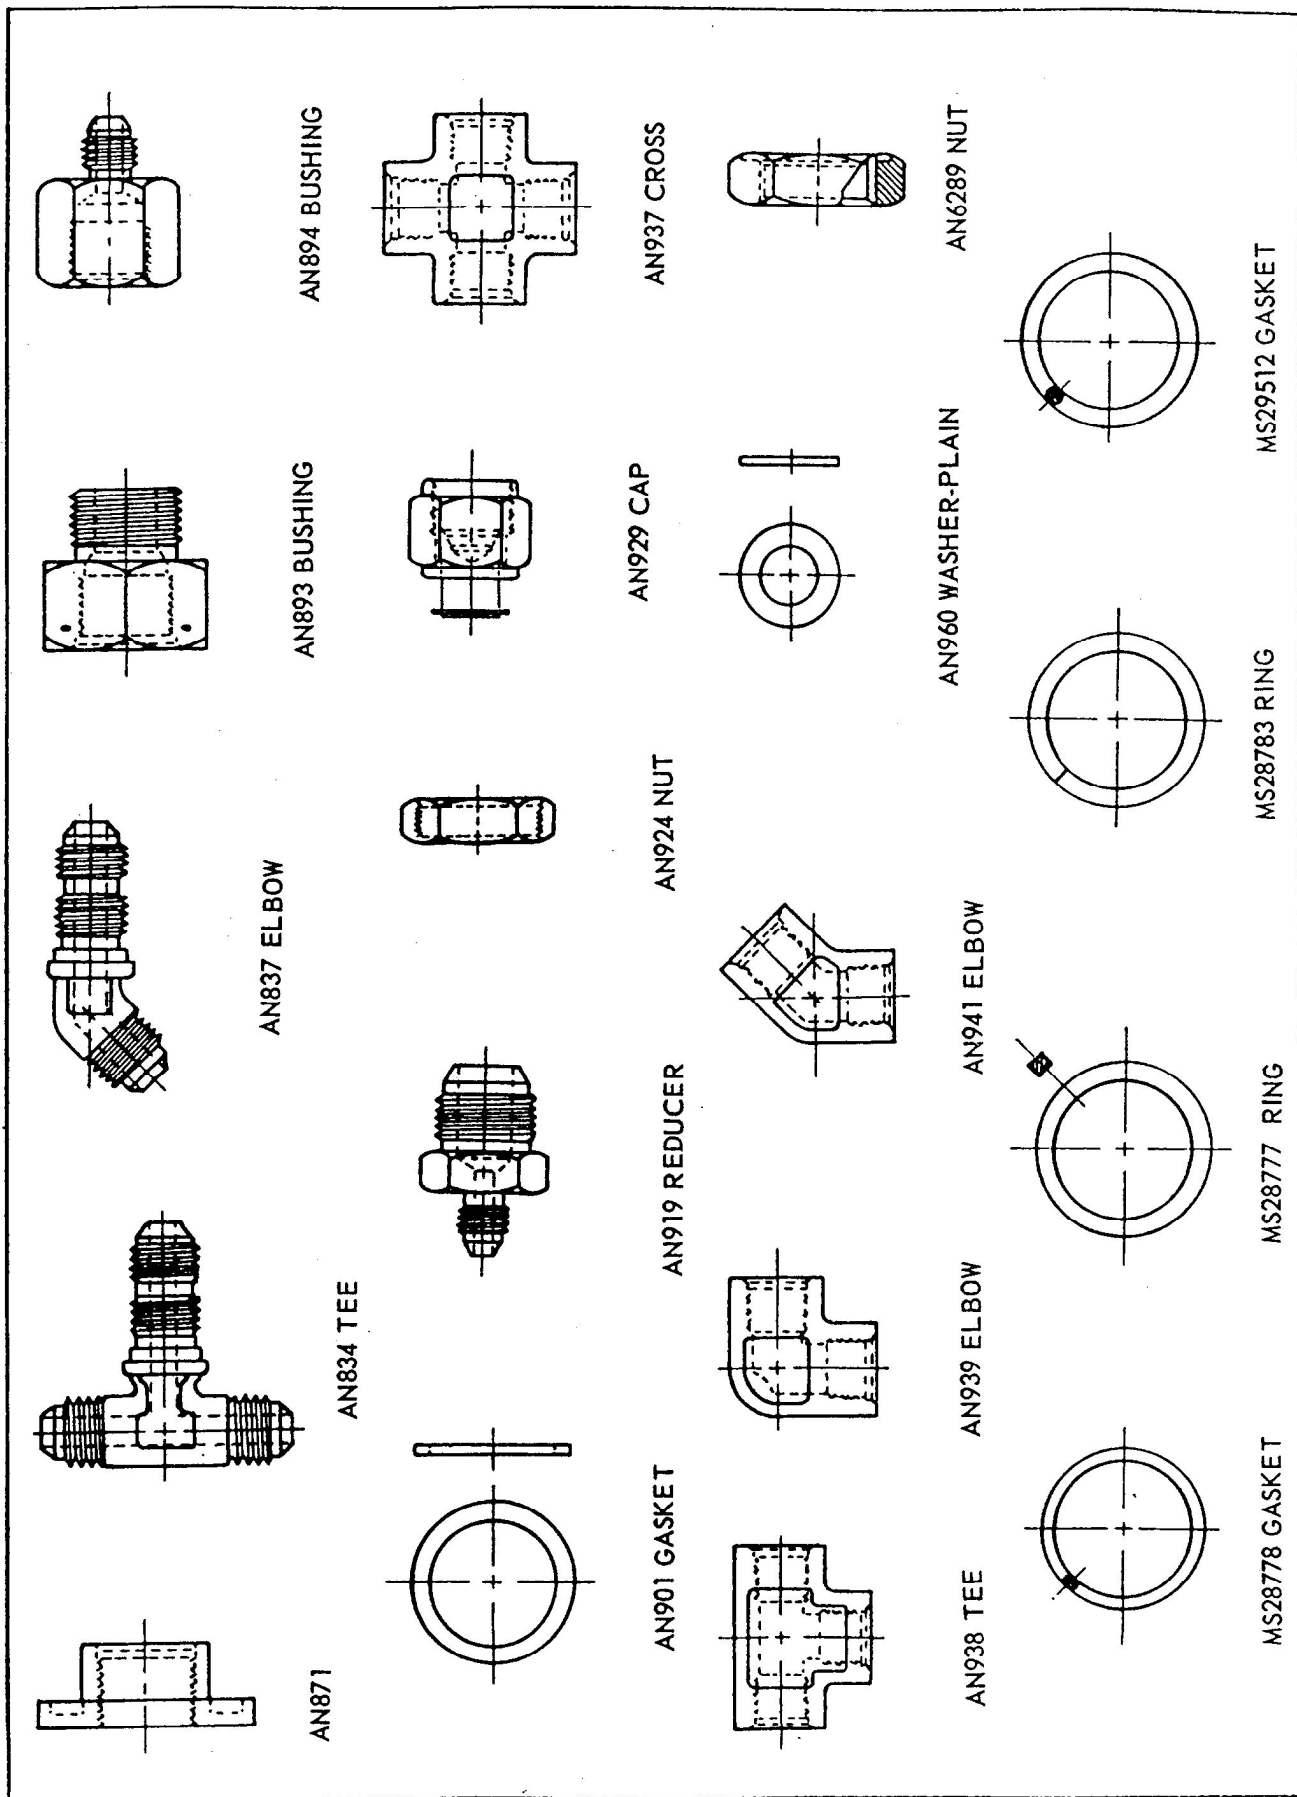 AN871
AN834 TEE
AN837 ELBOW
AN893 BUSHING
AN894 BUSHING
AN901 GASKET
AN919 REDUCER
AN924 NUT
AN929 CAP
AN937 CROSS
AN938 TEE
AN939 ELBOW
AN941 ELBOW
AN960 WASHER-PLAIN
AN6289 NUT
MS28778 GASKET
MS28777 RING
MS28783 RING
MS29512 GASKET